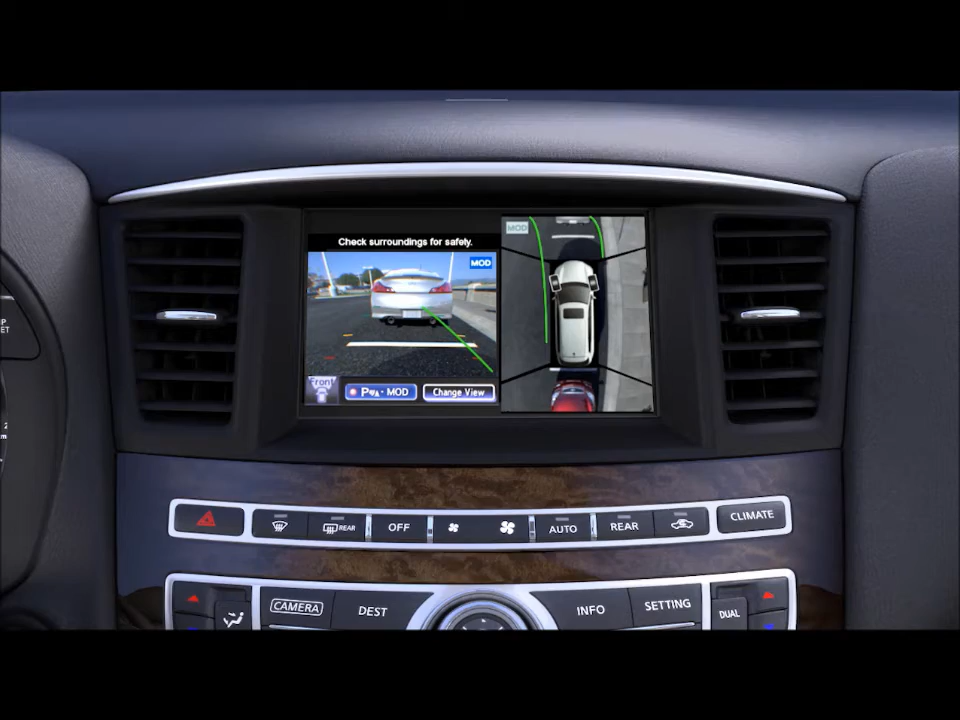 MOD
Check surroundings for safely.
MOD
Front
P MOD
Change View
REAR
OFF
AUTO
REAR
CLIMATE
CAMERA
DEST
INFO
SETTING
DUAL